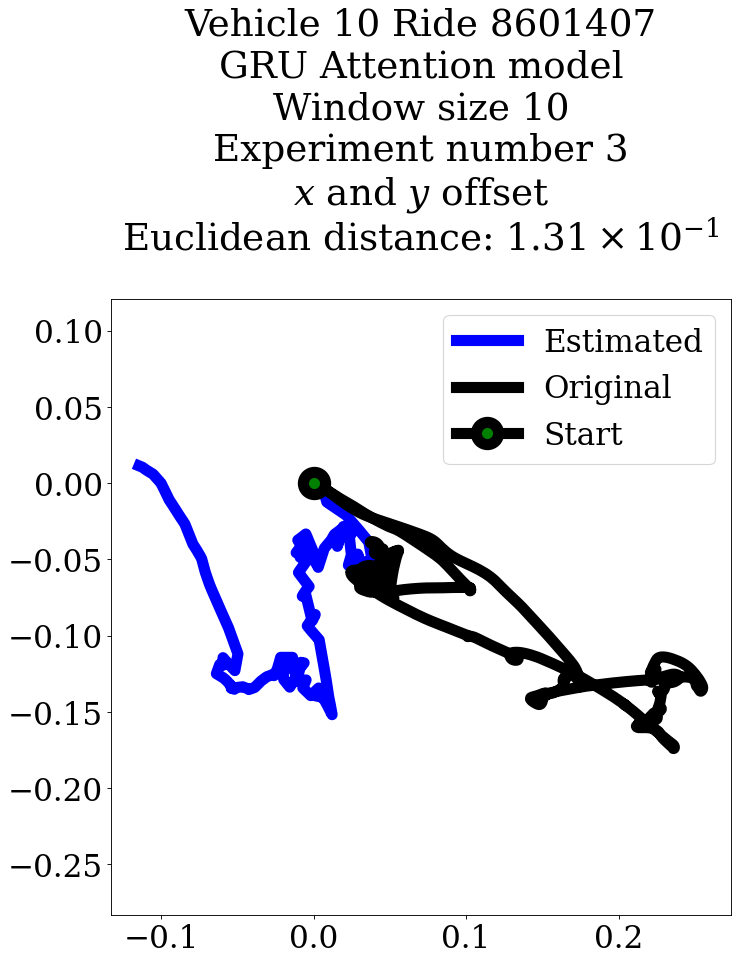 Vehicle 10 Ride 8601407
GRU Attention model
Window size 10
Experiment number 3
x and y offset
Euclidean distance: 1.31 × 10⁻¹
Estimated
Original
Start
0.10
0.05
0.00
−0.05
−0.10
−0.15
−0.20
−0.25
−0.1 0.0 0.1 0.2